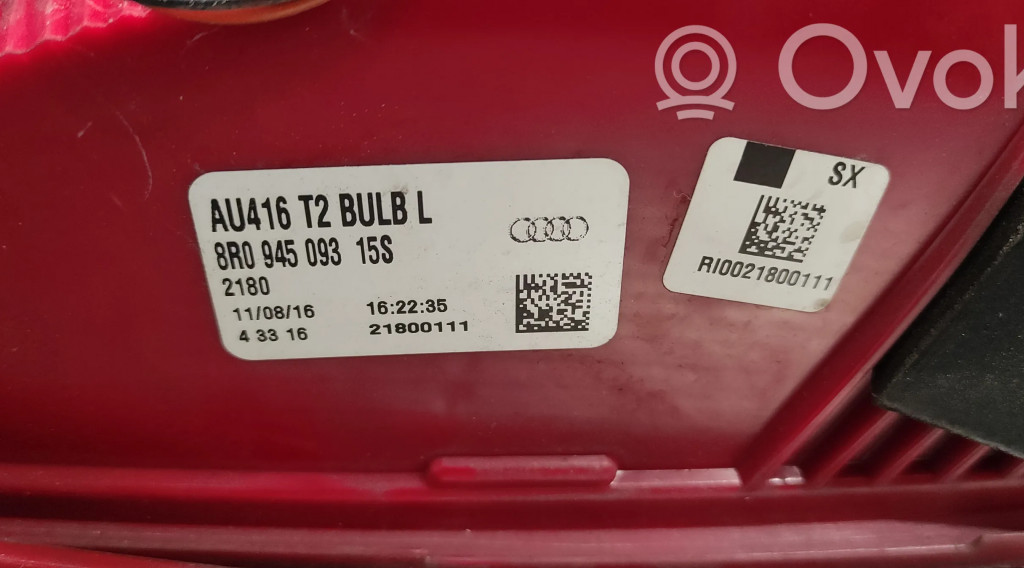 Ovok
AU416 T2 BULB L
8R0 945 093 15S
2180
11/08/16 16:22:35
4 33 16 21800111
SX
RI0021800111